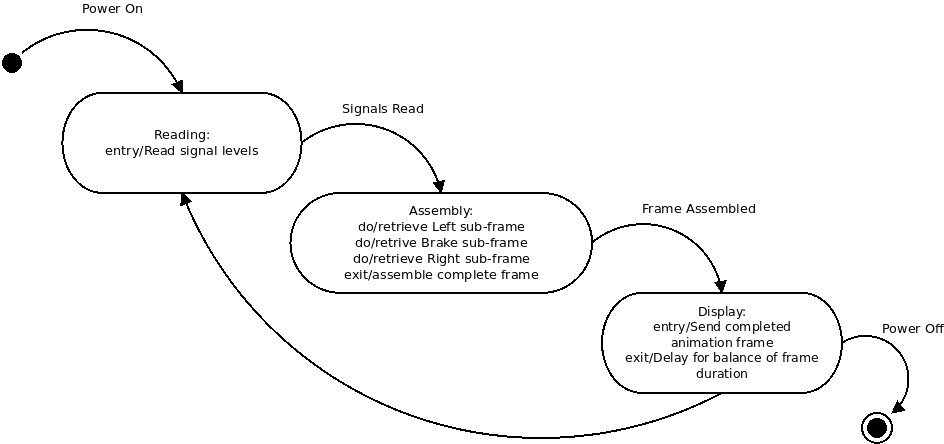 Power On
Reading:
entry/Read signal levels
Signals Read
Assembly:
do/retrieve Left sub-frame
do/retrive Brake sub-frame
do/retrieve Right sub-frame
exit/assemble complete frame
Frame Assembled
Display:
entry/Send completed
animation frame
exit/Delay for balance of frame
duration
Power Off